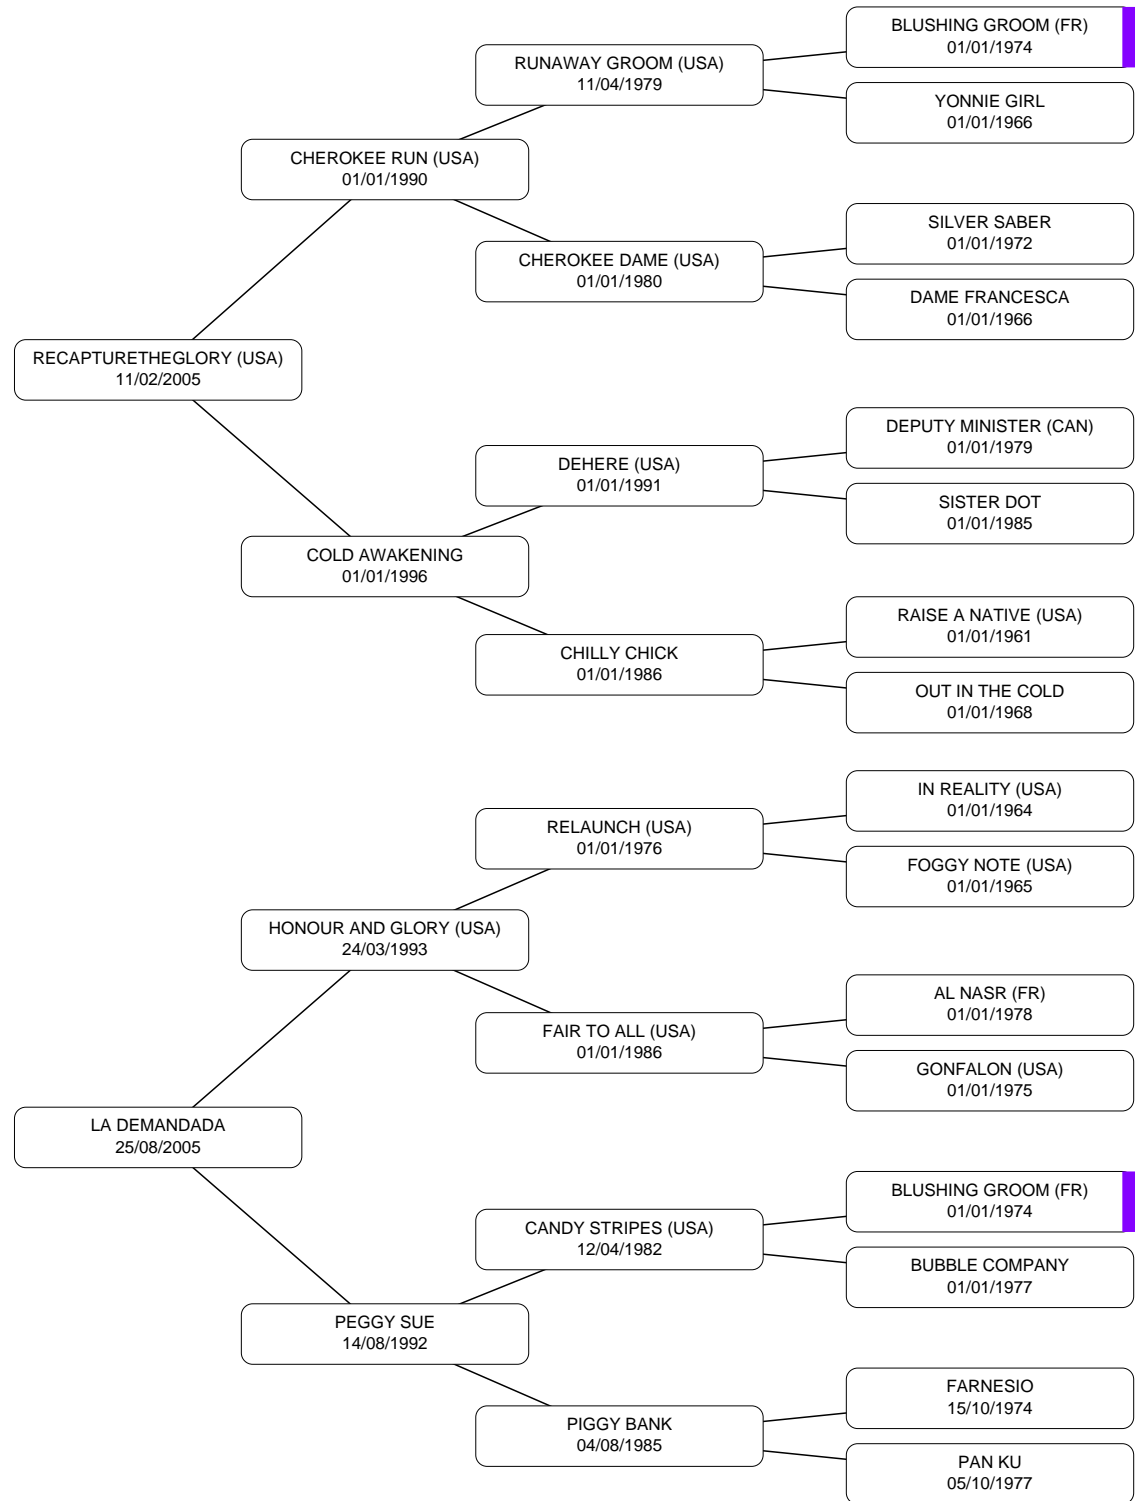 BLUSHING GROOM (FR)
01/01/1974
RUNAWAY GROOM (USA)
11/04/1979
YONNIE GIRL
01/01/1966
CHEROKEE RUN (USA)
01/01/1990
SILVER SABER
01/01/1972
CHEROKEE DAME (USA)
01/01/1980
DAME FRANCESCA
01/01/1966
RECAPTURETHEGLORY (USA)
11/02/2005
DEPUTY MINISTER (CAN)
01/01/1979
DEHERE (USA)
01/01/1991
SISTER DOT
01/01/1985
COLD AWAKENING
01/01/1996
RAISE A NATIVE (USA)
01/01/1961
CHILLY CHICK
01/01/1986
OUT IN THE COLD
01/01/1968
IN REALITY (USA)
01/01/1964
RELAUNCH (USA)
01/01/1976
FOGGY NOTE (USA)
01/01/1965
HONOUR AND GLORY (USA)
24/03/1993
AL NASR (FR)
01/01/1978
FAIR TO ALL (USA)
01/01/1986
GONFALON (USA)
01/01/1975
LA DEMANDADA
25/08/2005
BLUSHING GROOM (FR)
01/01/1974
CANDY STRIPES (USA)
12/04/1982
BUBBLE COMPANY
01/01/1977
PEGGY SUE
14/08/1992
FARNESIO
15/10/1974
PIGGY BANK
04/08/1985
PAN KU
05/10/1977